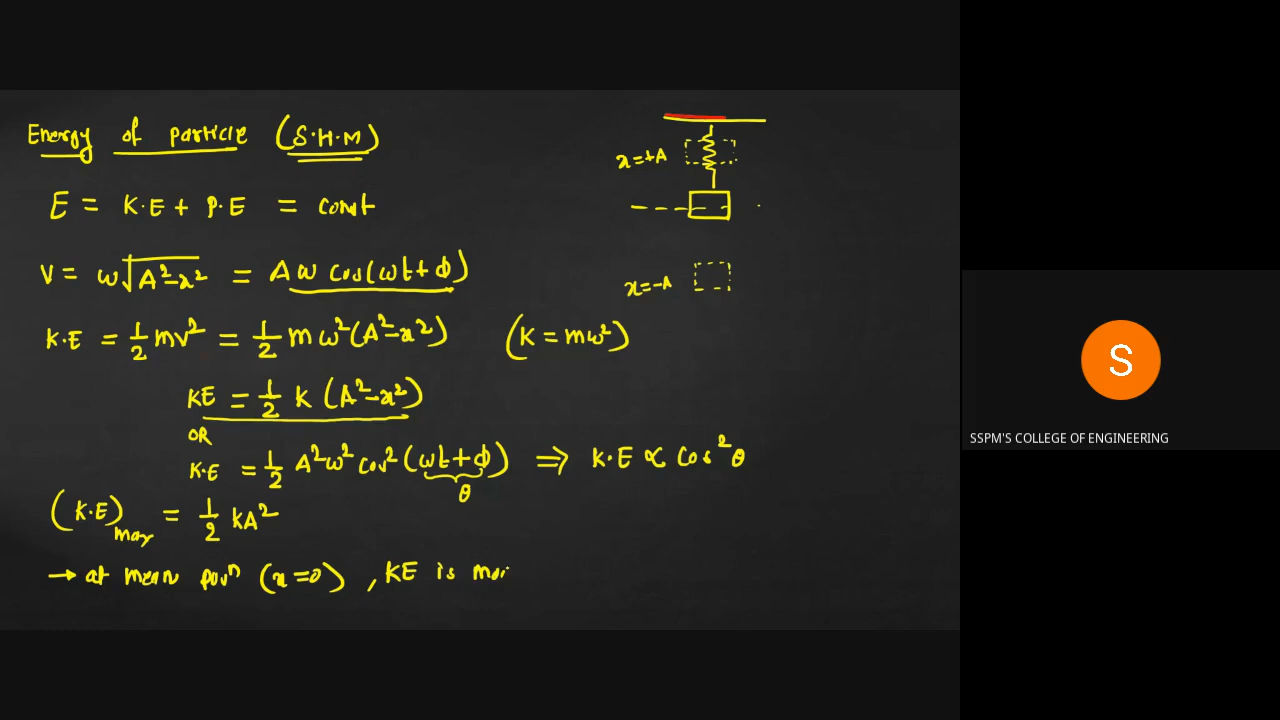 Energy of particle (S.H.M)
E = K.E + P.E = const
V = ω√A²-x² = Aω cos(ωt+ϕ)
K.E = 1/2 mv² = 1/2 mω²(A²-x²) (K = mω²)
KE = 1/2 K (A²-x²)
OR
K.E = 1/2 A²ω² cos² (ωt+ϕ) ⇒ K.E ∝ cos²θ
θ
(K.E)max = 1/2 KA²
→ at mean posn (x=0) , KE is
x=+A
x=-A
S
SSPM'S COLLEGE OF ENGINEERING